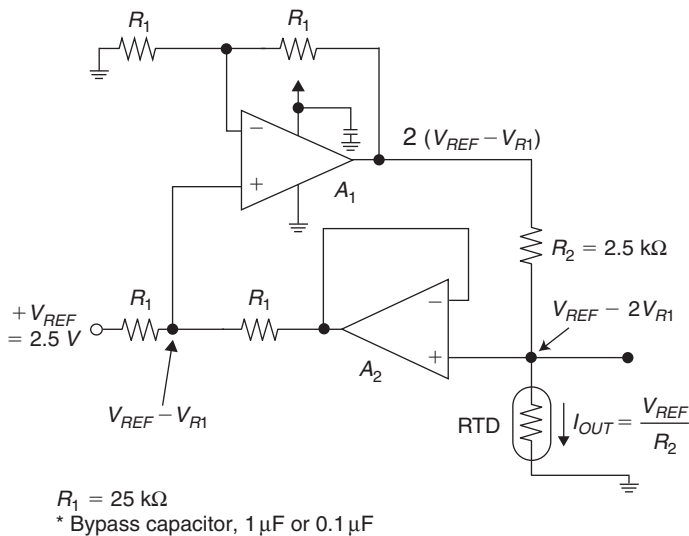 R1
R1
−
+
A1
2 (VREF − VR1)
R2 = 2.5 kΩ
+VREF
= 2.5 V
R1
R1
−
+
A2
VREF − 2VR1
VREF − VR1
RTD
IOUT = VREF
R2
R1 = 25 kΩ
* Bypass capacitor, 1 μF or 0.1 μF